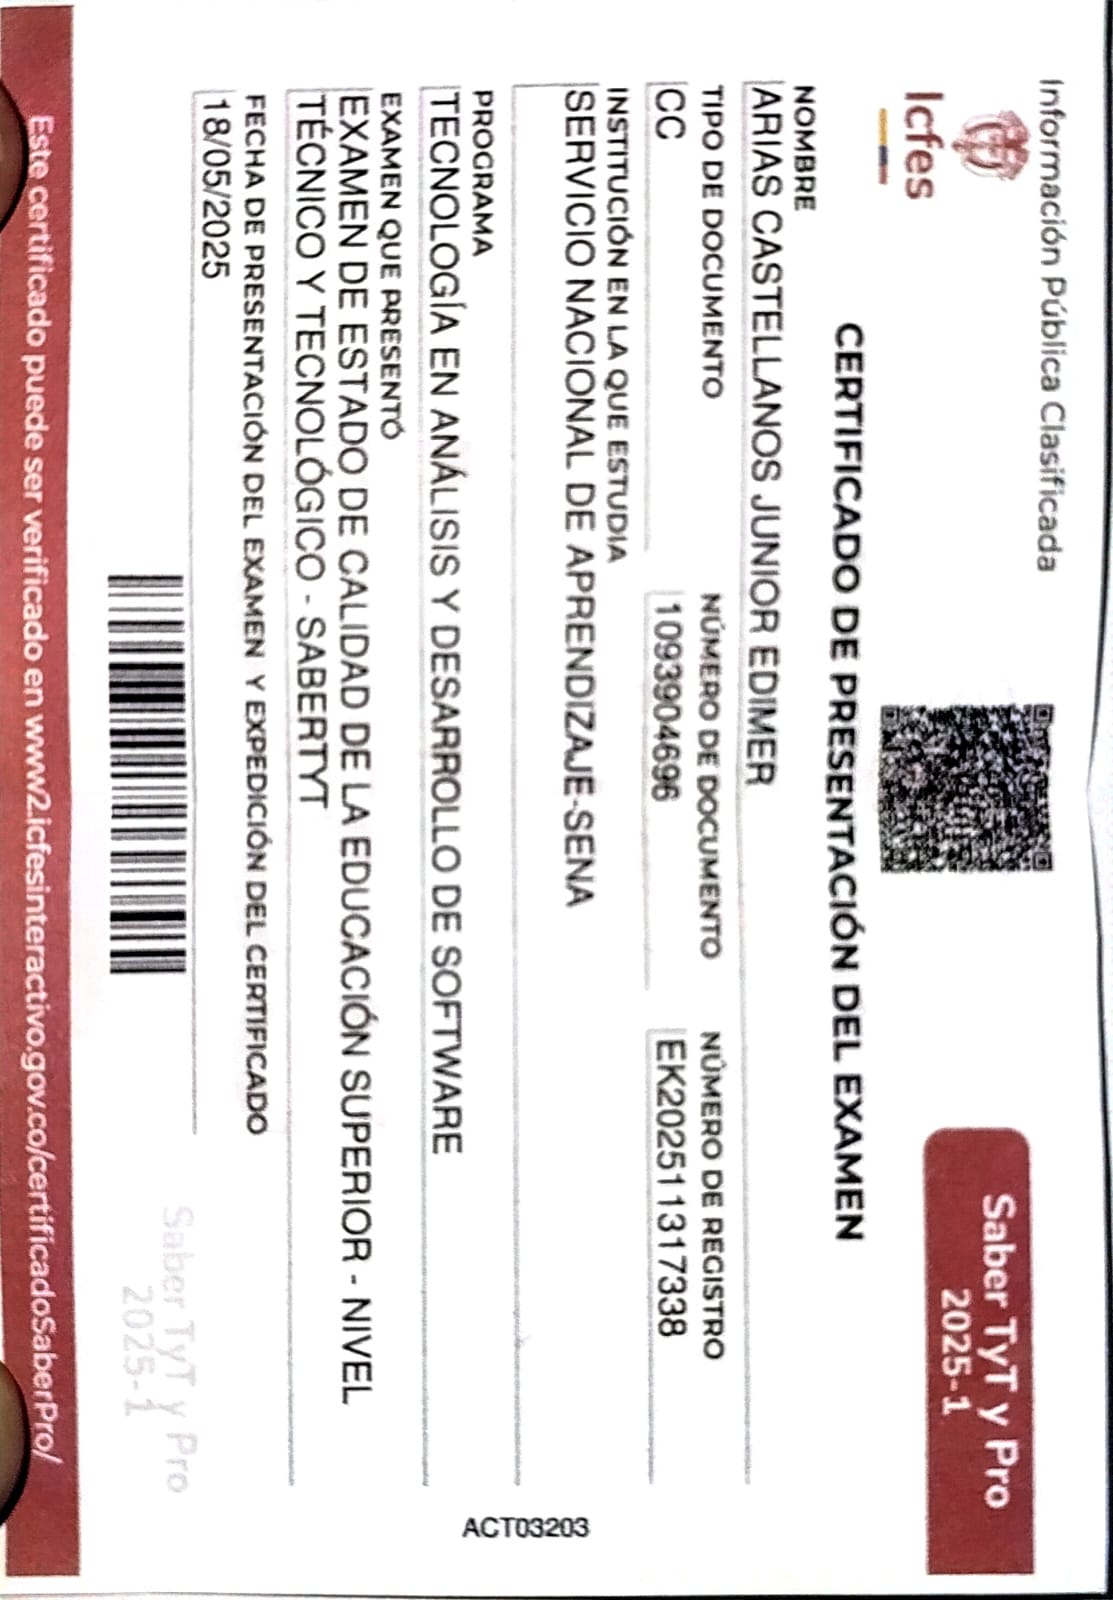 Información Pública Clasificada
Icfes
Saber TyT y Pro
2025-1
CERTIFICADO DE PRESENTACIÓN DEL EXAMEN
NOMBRE
ARIAS CASTELLANOS JUNIOR EDIMER
TIPO DE DOCUMENTO
NÚMERO DE DOCUMENTO
NÚMERO DE REGISTRO
CC
1093904696
EK202511317338
INSTITUCIÓN EN LA QUE ESTUDIA
SERVICIO NACIONAL DE APRENDIZAJE-SENA
PROGRAMA
TECNOLOGÍA EN ANÁLISIS Y DESARROLLO DE SOFTWARE
EXAMEN QUE PRESENTÓ
EXAMEN DE ESTADO DE CALIDAD DE LA EDUCACIÓN SUPERIOR - NIVEL
TÉCNICO Y TECNOLÓGICO - SABERTYT
FECHA DE PRESENTACIÓN DEL EXAMEN Y EXPEDICIÓN DEL CERTIFICADO
18/05/2025
Saber TyT y Pro
2025-1
ACT03203
Este certificado puede ser verificado en www2.icfesinteractivo.gov.co/certificadoSaberPro/